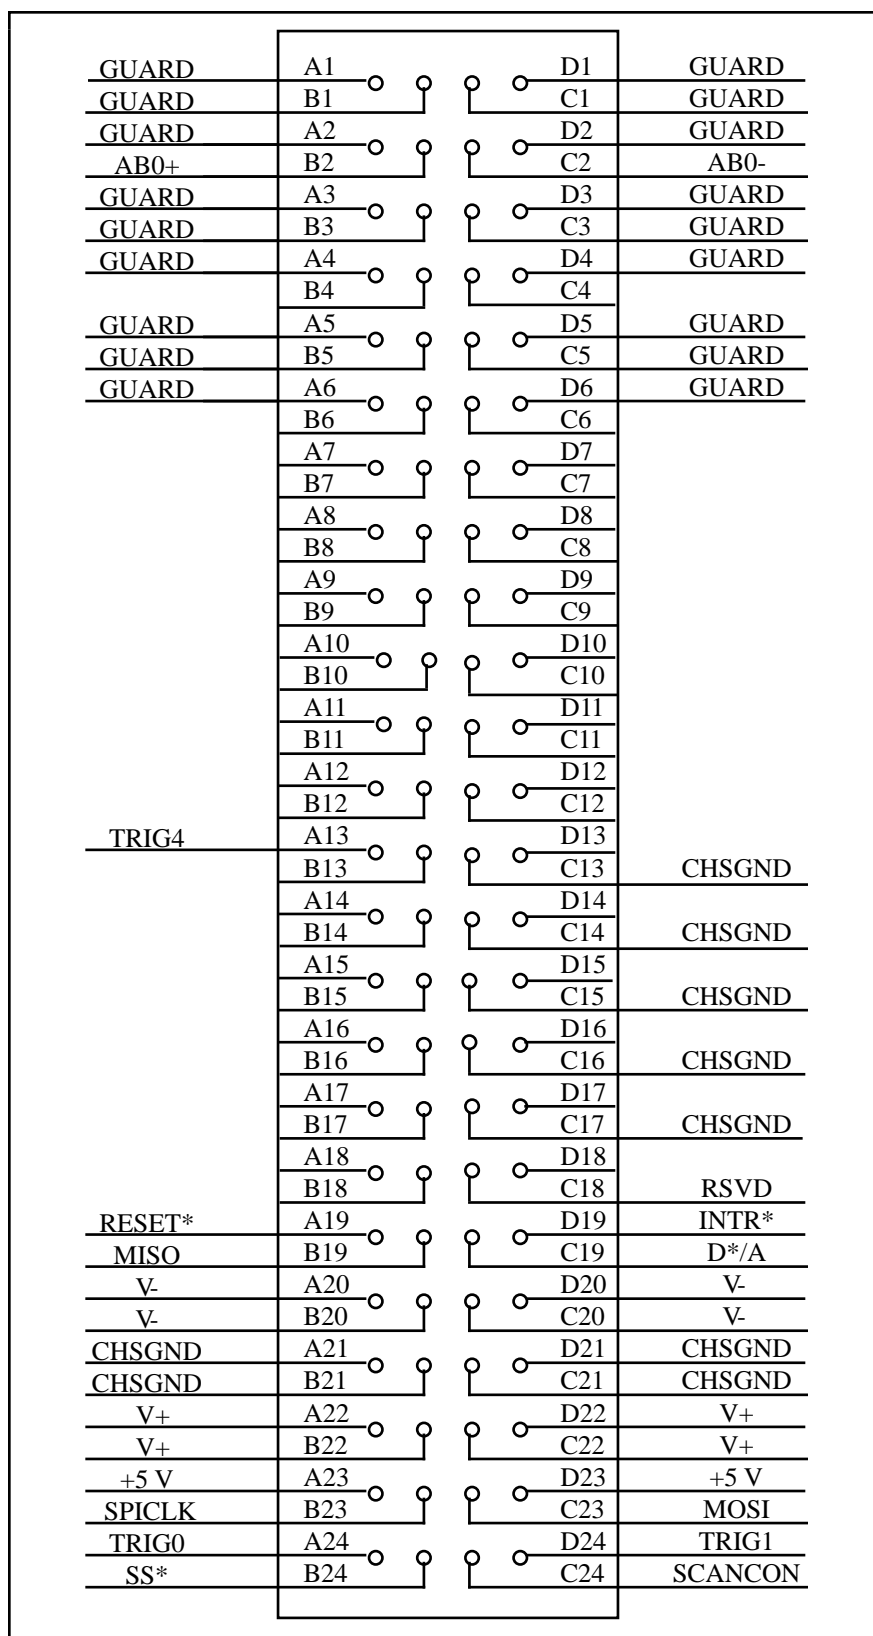 GUARD A1 D1 GUARD
GUARD B1 C1 GUARD
GUARD A2 D2 GUARD
AB0+ B2 C2 AB0-
GUARD A3 D3 GUARD
GUARD B3 C3 GUARD
GUARD A4 D4 GUARD
B4 C4
GUARD A5 D5 GUARD
GUARD B5 C5 GUARD
GUARD A6 D6 GUARD
B6 C6
A7 D7
B7 C7
A8 D8
B8 C8
A9 D9
B9 C9
A10 D10
B10 C10
A11 D11
B11 C11
A12 D12
B12 C12
TRIG4 A13 D13
B13 C13 CHSGND
A14 D14
B14 C14 CHSGND
A15 D15
B15 C15 CHSGND
A16 D16
B16 C16 CHSGND
A17 D17
B17 C17 CHSGND
A18 D18
B18 C18 RSVD
RESET* A19 D19 INTR*
MISO B19 C19 D*/A
V- A20 D20 V-
V- B20 C20 V-
CHSGND A21 D21 CHSGND
CHSGND B21 C21 CHSGND
V+ A22 D22 V+
V+ B22 C22 V+
+5 V A23 D23 +5 V
SPICLK B23 C23 MOSI
TRIG0 A24 D24 TRIG1
SS* B24 C24 SCANCON